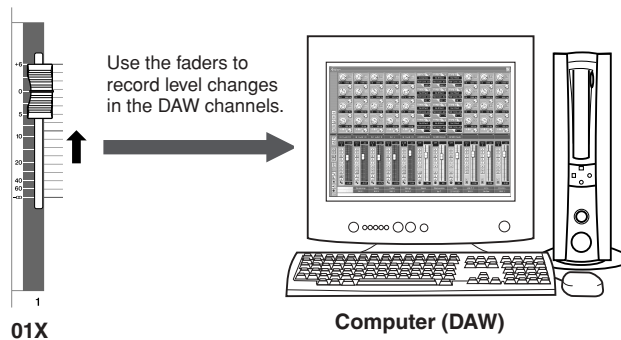 +6
0
5
10
20
40
60
-∞
1
01X
Use the faders to
record level changes
in the DAW channels.
Computer (DAW)